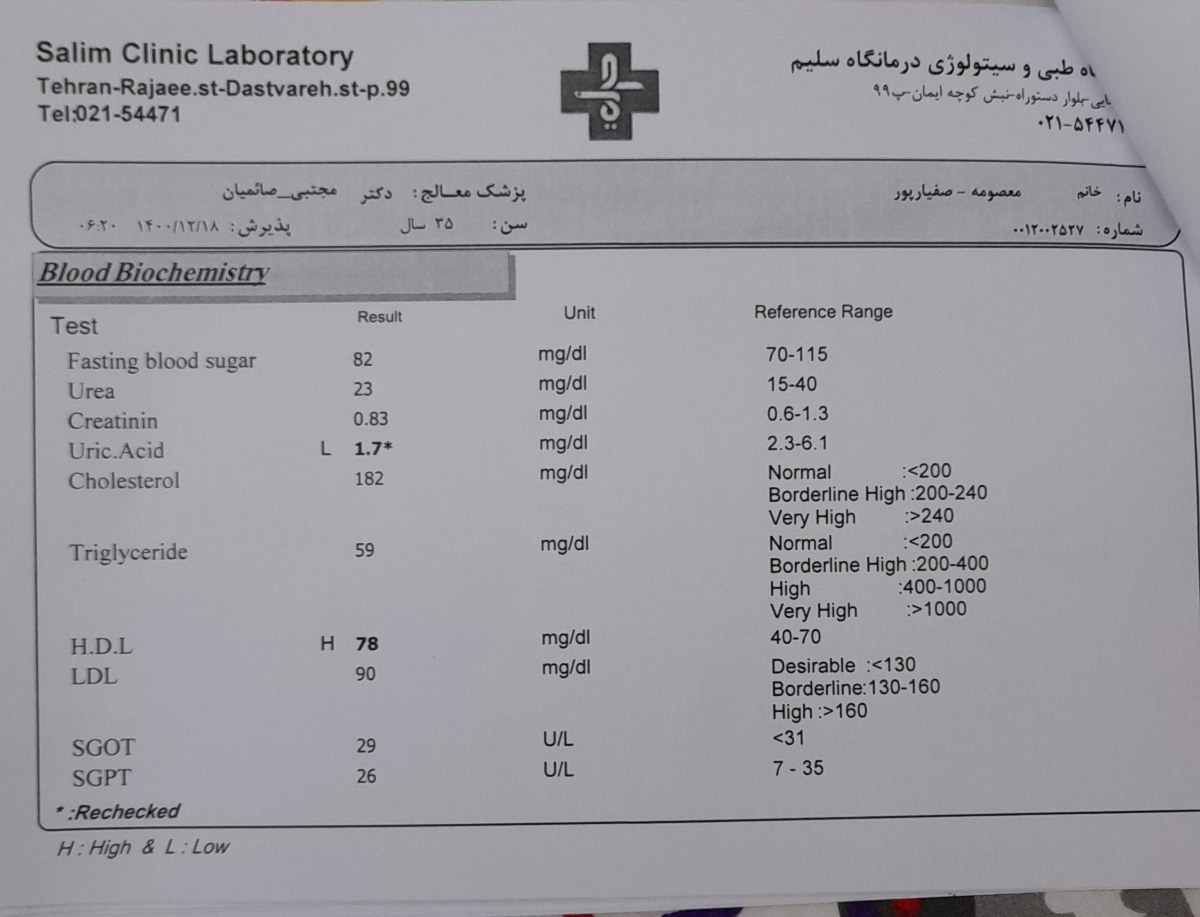 Salim Clinic Laboratory
Tehran-Rajaee.st-Dastvareh.st-p.99
Tel:021-54471
طبی و سیتولوژی درمانگاه سلیم
بلوار دستوراه-نبش کوچه ایمان-پ۹۹
۰۲۱-۵۴۴۷۱
نام: خانم معصومه - صفیارپور
پزشک معالج: دکتر مجتبی_صائمیان
شماره: ۰۰۱۲۰۰۲۵۲۷
سن: ۳۵ سال
پذیرش: ۱۴۰۰/۱۲/۱۸ ۰۶:۲۰
Blood Biochemistry
Test Result Unit Reference Range
Fasting blood sugar 82 mg/dl 70-115
Urea 23 mg/dl 15-40
Creatinin 0.83 mg/dl 0.6-1.3
Uric.Acid L 1.7* mg/dl 2.3-6.1
Cholesterol 182 mg/dl Normal :<200
Borderline High :200-240
Very High :>240
Triglyceride 59 mg/dl Normal :<200
Borderline High :200-400
High :400-1000
Very High :>1000
H.D.L H 78 mg/dl 40-70
LDL 90 mg/dl Desirable :<130
Borderline:130-160
High :>160
SGOT 29 U/L <31
SGPT 26 U/L 7 - 35
* :Rechecked
H : High & L : Low